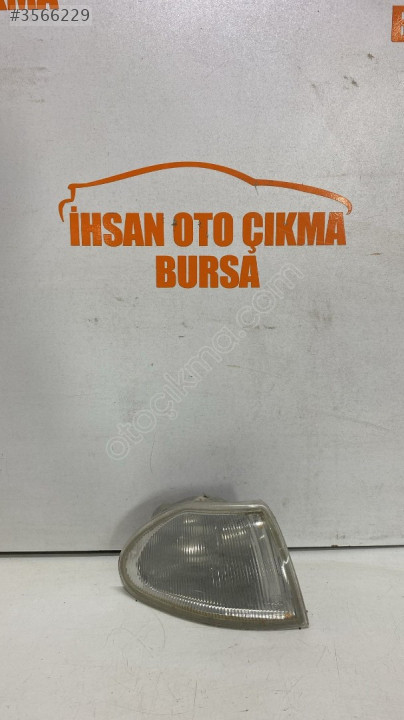 #3566229
İHSAN OTO ÇIKMA
BURSA
otoçıkma.com